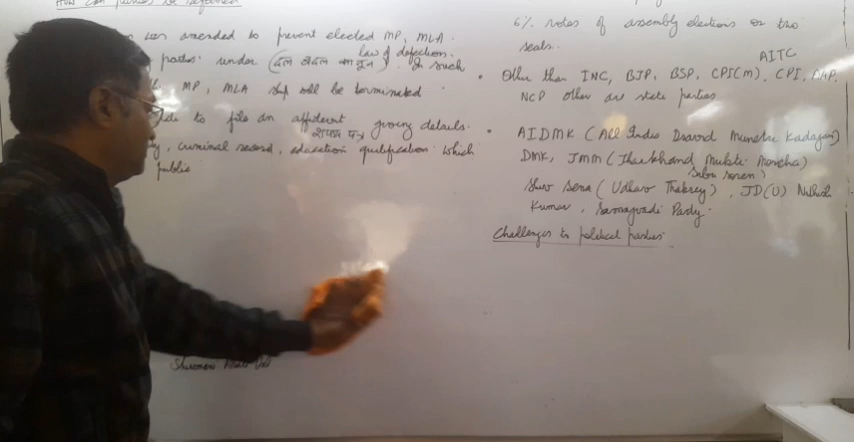 How can parties be reformed
was amended to prevent elected MP, MLA.
law of defection.
parties under (दल बदल कानून). In such
MP, MLA ship will be terminated.
to file an affidavit giving details.
शपथ पत्र
criminal record, education qualification which
public
6% votes of assembly elections or two
seats.
AITC
• Other than INC, BJP, BSP, CPI(M), CPI,
NCP other are state parties
• AIDMK (All India Dravid Munetra Kadagam)
DMK, JMM (Jharkhand Mukti Morcha)
Sibu Soren)
Shiv Sena (Udhav Thakrey), JD(U) Nitish
Kumar, Samajwadi Party.
Challenges to political parties.